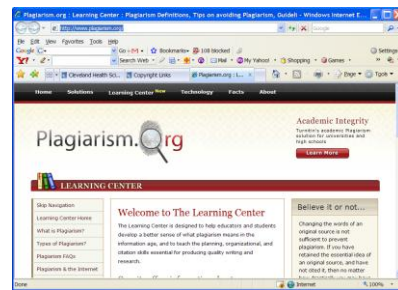 Plagiarism.org : Learning Center : Plagiarism Definitions, Tips on avoiding Plagiarism, Guideli - Windows Internet E...
http://www.plagiarism.org
Google
File Edit View Favorites Tools Help
Google Go Bookmarks 108 blocked Settings
Search Web Mail My Yahoo! Shopping Games
Cleveland Health Sci... Copyright Links Plagiarism.org : L... Page Tools
Home Solutions Learning Center New Technology Facts About
Plagiarism.Org
Academic Integrity
Turnitin's academic Plagiarism
solution for universities and
high schools
Learn More
LEARNING CENTER
Skip Navigation
Learning Center Home
What is Plagiarism?
Types of Plagiarism?
Plagiarism FAQs
Plagiarism & the Internet
Welcome to The Learning Center
The Learning Center is designed to help educators and students
develop a better sense of what plagiarism means in the
information age, and to teach the planning, organizational, and
citation skills essential for producing quality writing and
research.
Believe it or not...
Changing the words of an
original source is not
sufficient to prevent
plagiarism. If you have
retained the essential idea of
an original source, and have
not cited it, then no matter
Done Internet 100%